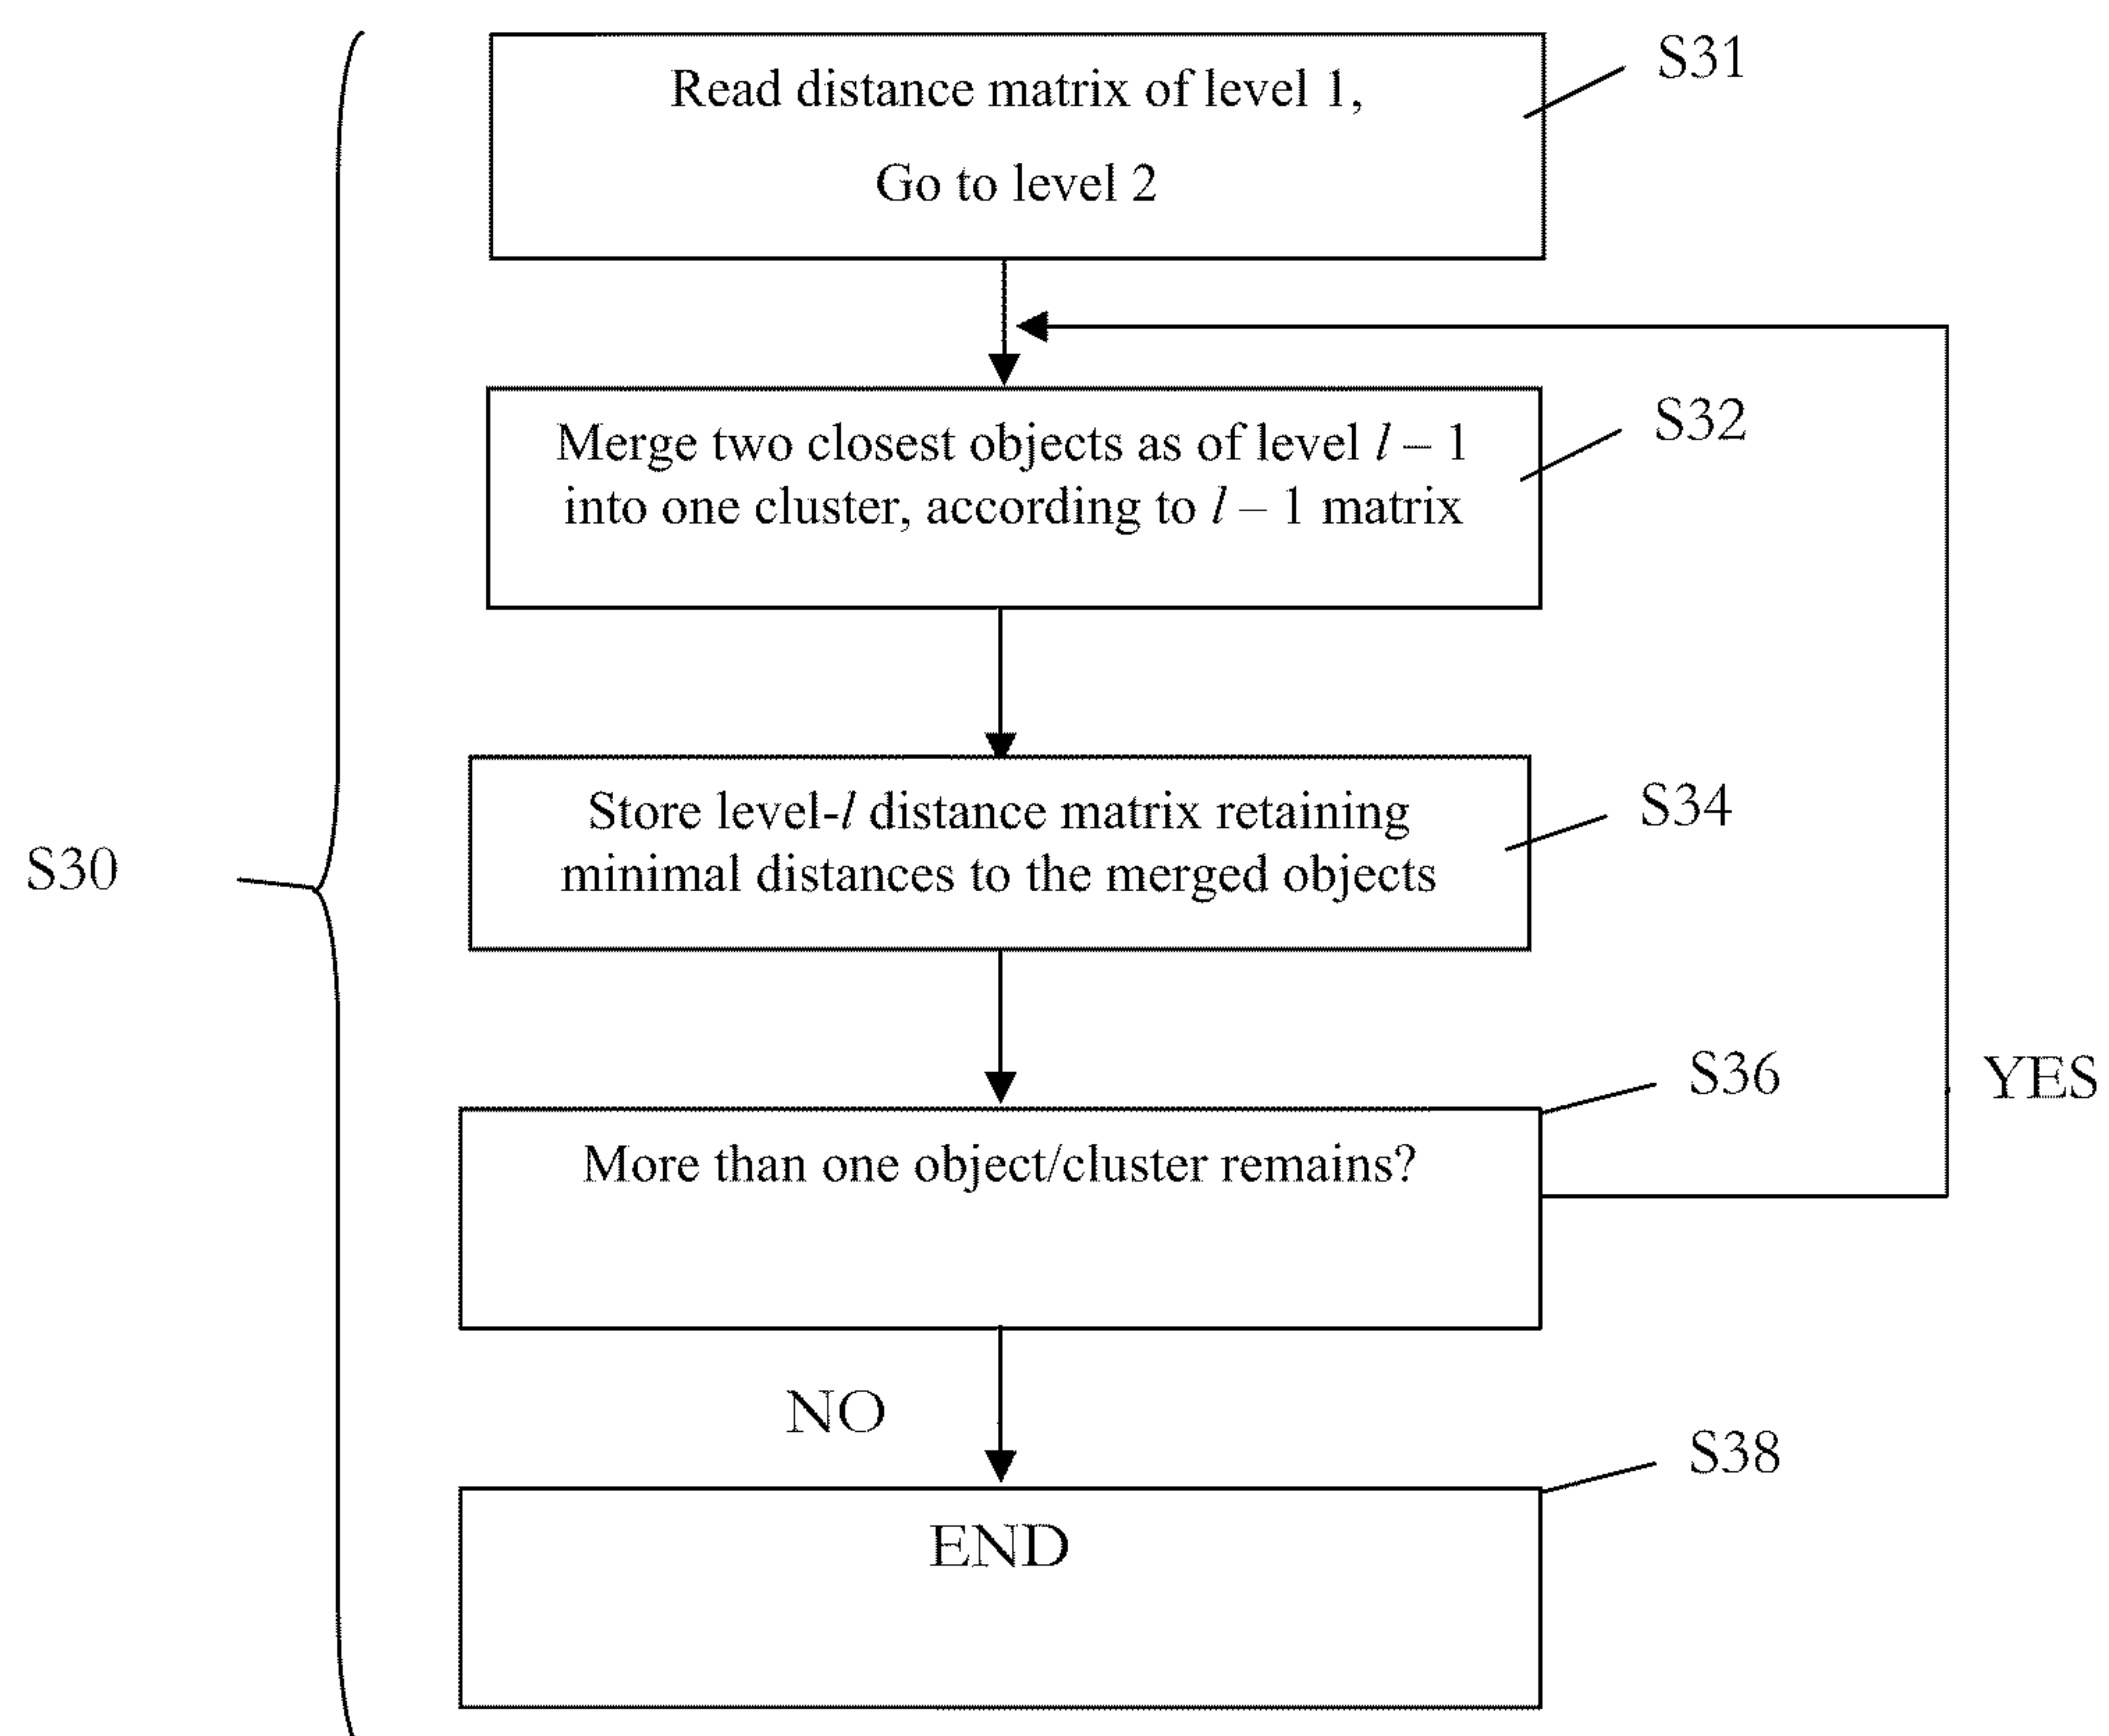 S31
Read distance matrix of level 1,
Go to level 2
S32
Merge two closest objects as of level l – 1
into one cluster, according to l – 1 matrix
S34
Store level-l distance matrix retaining
minimal distances to the merged objects
S30
S36
YES
More than one object/cluster remains?
NO
S38
END